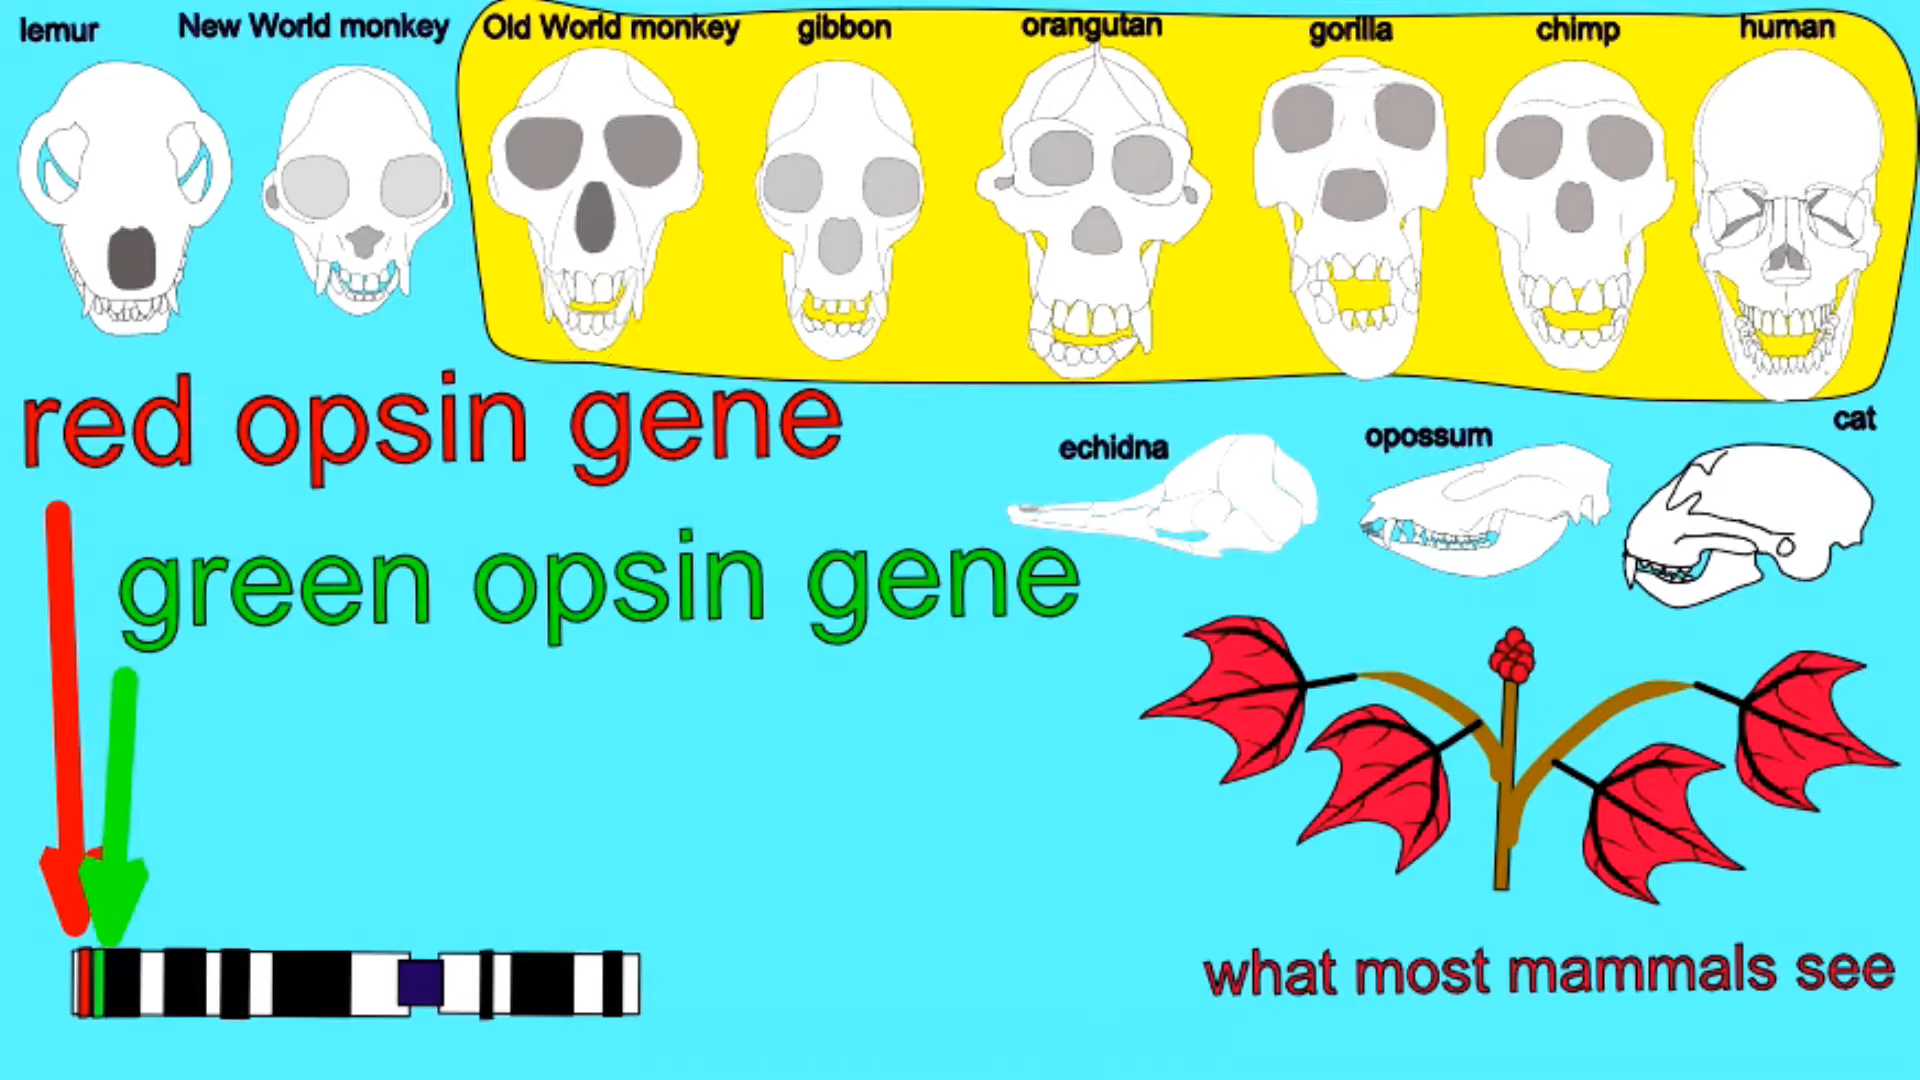 lemur
New World monkey
Old World monkey
gibbon
orangutan
gorilla
chimp
human
red opsin gene
echidna
opossum
cat
green opsin gene
what most mammals see